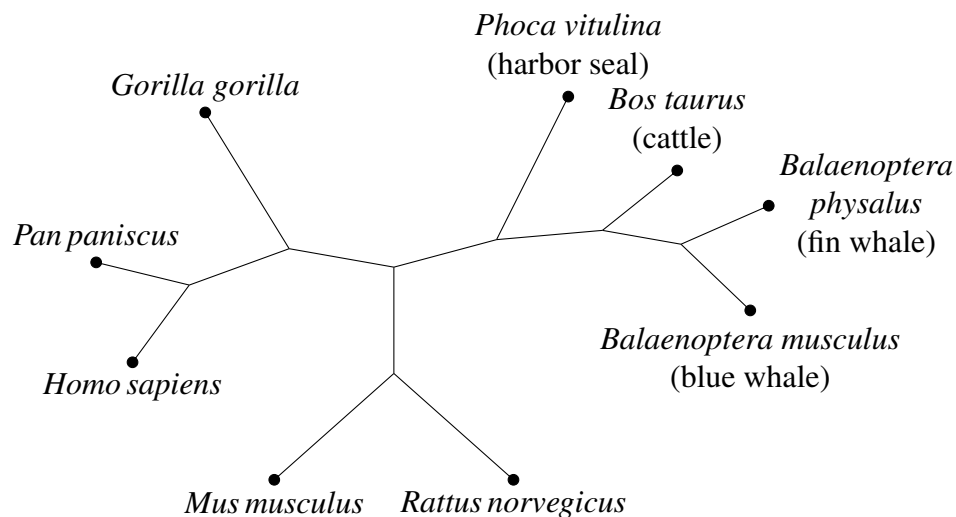 Phoca vitulina
(harbor seal)
Gorilla gorilla
Bos taurus
(cattle)
Balaenoptera
physalus
(fin whale)
Pan paniscus
Balaenoptera musculus
(blue whale)
Homo sapiens
Mus musculus
Rattus norvegicus